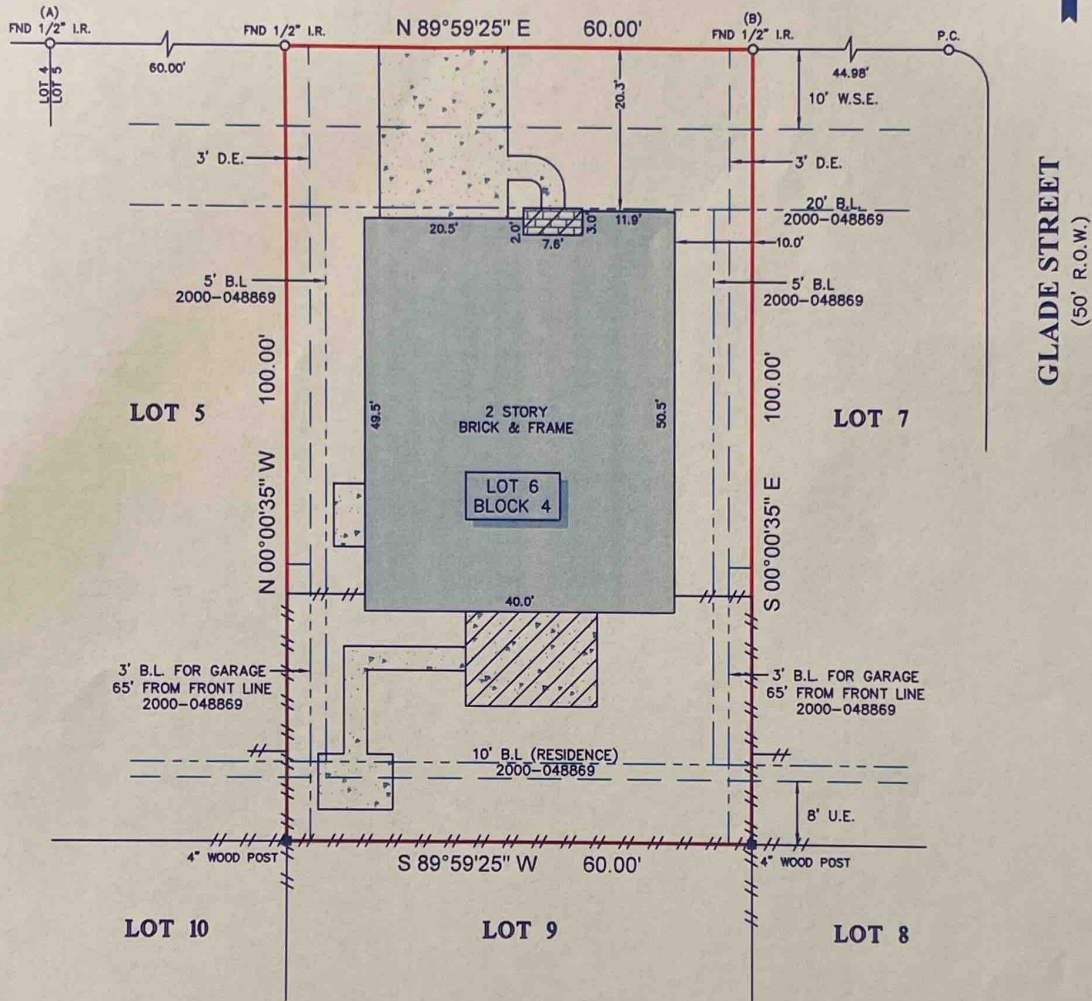 (A)
FND 1/2" I.R.
FND 1/2" I.R.
N 89°59'25" E 60.00'
(B)
FND 1/2" I.R.
P.C.
LOT 4
LOT 5
60.00'
44.98'
10' W.S.E.
20.3'
3' D.E.
3' D.E.
20' B.L.
2000-048869
20.5'
2.0'
7.6'
3.0'
11.9'
10.0'
5' B.L
2000-048869
5' B.L
2000-048869
GLADE STREET
(50' R.O.W.)
N 00°00'35" W 100.00'
S 00°00'35" E 100.00'
LOT 5
49.5'
2 STORY
BRICK & FRAME
50.5'
LOT 7
LOT 6
BLOCK 4
40.0'
3' B.L. FOR GARAGE
65' FROM FRONT LINE
2000-048869
3' B.L. FOR GARAGE
65' FROM FRONT LINE
2000-048869
10' B.L (RESIDENCE)
2000-048869
8' U.E.
4" WOOD POST
S 89°59'25" W 60.00'
4" WOOD POST
LOT 10
LOT 9
LOT 8